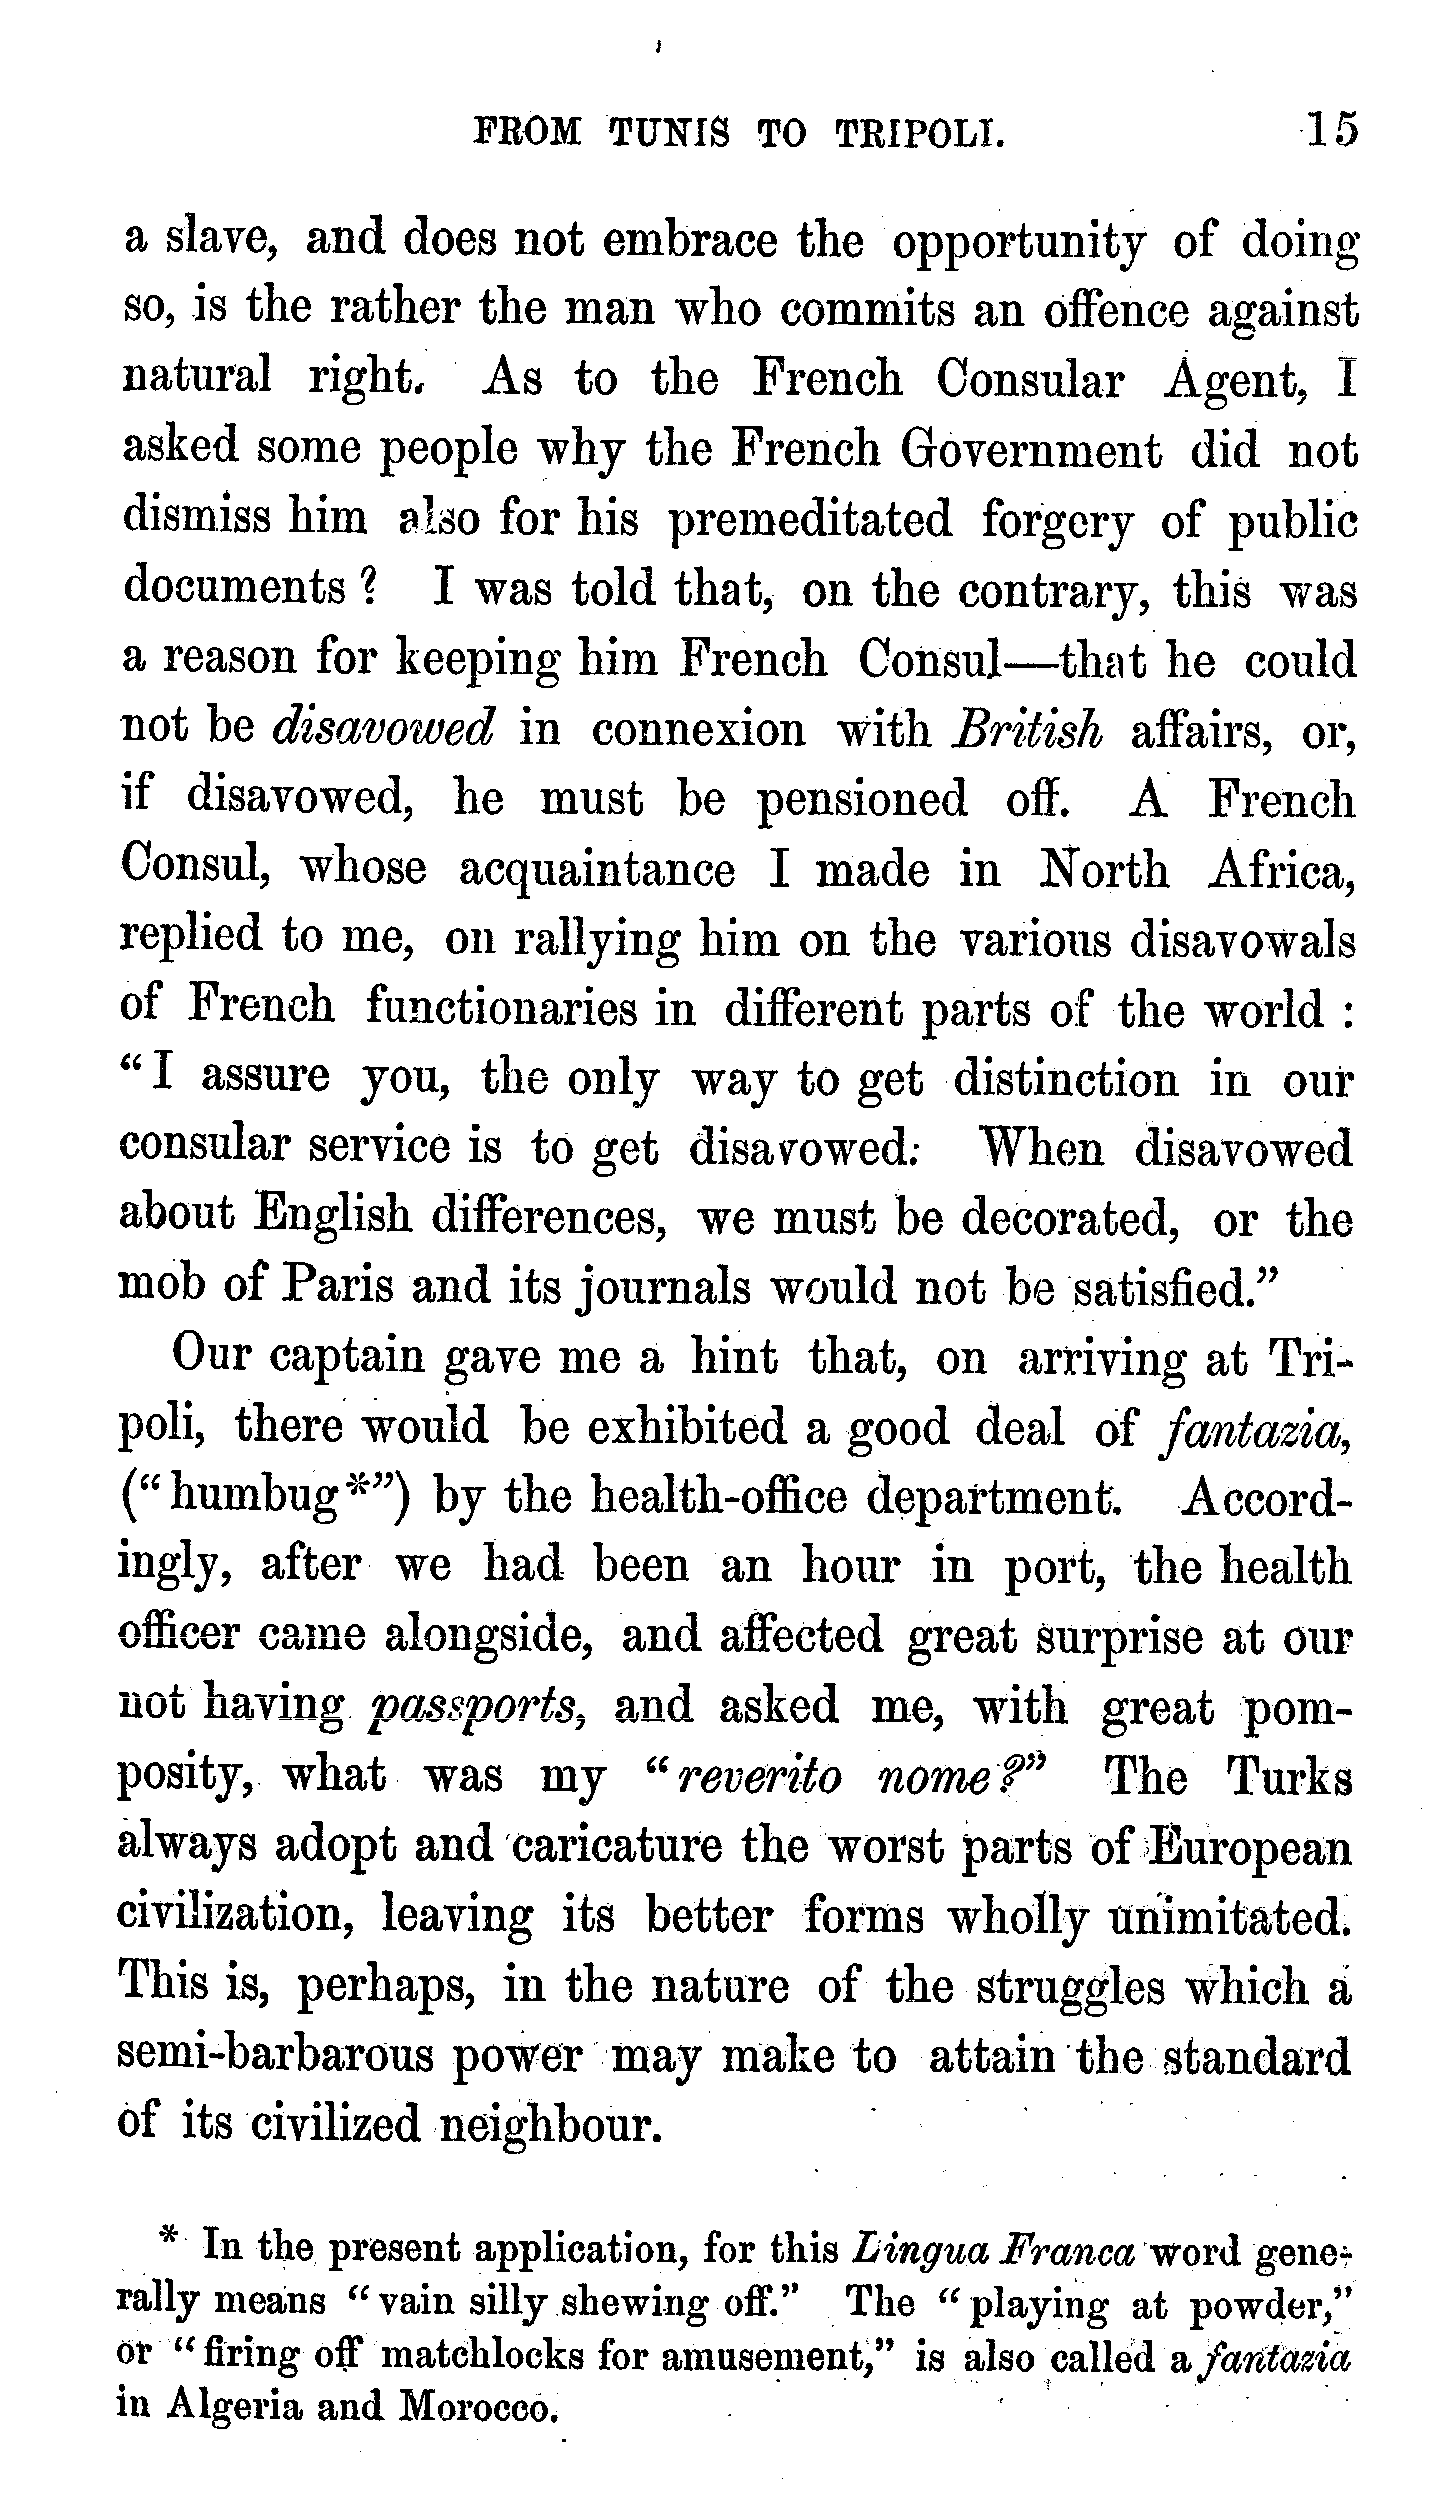 FROM TUNIS TO TRIPOLI. 15
a slave, and does not embrace the opportunity of doing
so, is the rather the man who commits an offence against
natural right. As to the French Consular Agent, I
asked some people why the French Government did not
dismiss him also for his premeditated forgery of public
documents? I was told that, on the contrary, this was
a reason for keeping him French Consul—that he could
not be disavowed in connexion with British affairs, or,
if disavowed, he must be pensioned off. A French
Consul, whose acquaintance I made in North Africa,
replied to me, on rallying him on the various disavowals
of French functionaries in different parts of the world :
“I assure you, the only way to get distinction in our
consular service is to get disavowed: When disavowed
about English differences, we must be decorated, or the
mob of Paris and its journals would not be satisfied.”
Our captain gave me a hint that, on arriving at Tri-
poli, there would be exhibited a good deal of fantazia,
(“humbug*”) by the health-office department. Accord-
ingly, after we had been an hour in port, the health
officer came alongside, and affected great surprise at our
not having passports, and asked me, with great pom-
posity, what was my “reverito nome?” The Turks
always adopt and caricature the worst parts of European
civilization, leaving its better forms wholly unimitated.
This is, perhaps, in the nature of the struggles which a
semi-barbarous power may make to attain the standard
of its civilized neighbour.
* In the present application, for this Lingua Franca word gene-
rally means “vain silly shewing off.” The “playing at powder,”
or “firing off matchlocks for amusement,” is also called a fantazia
in Algeria and Morocco.